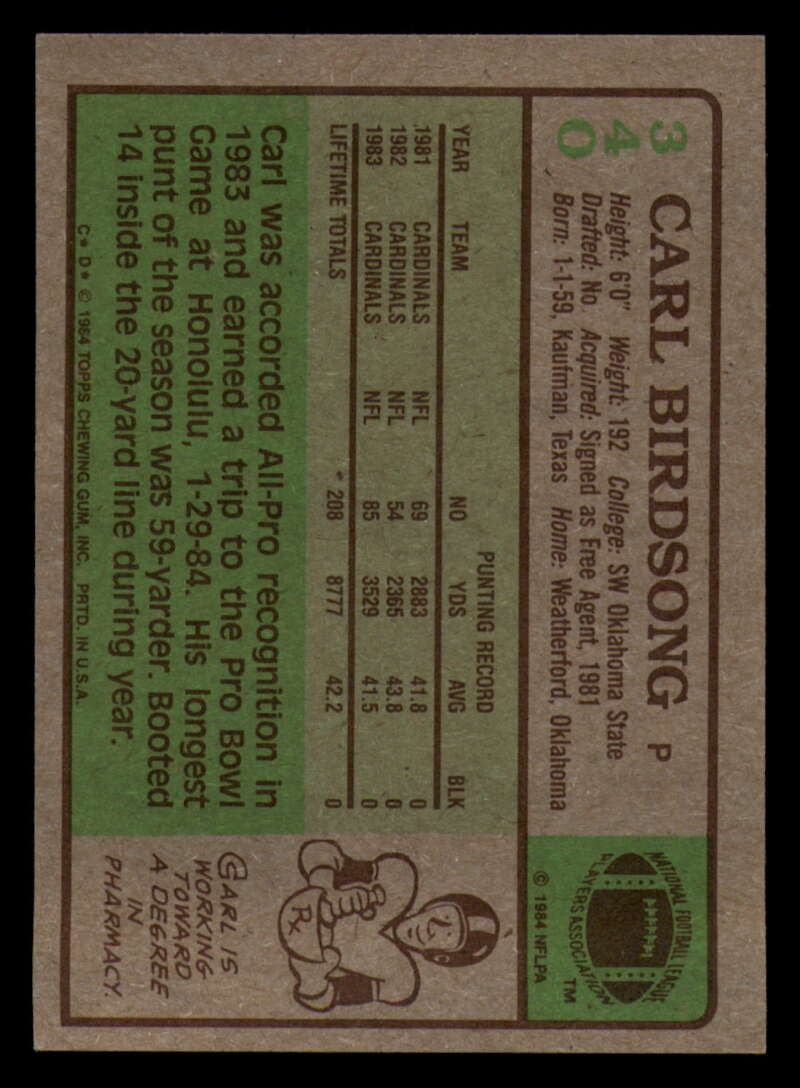 340
CARL BIRDSONG P
Height: 6'0" Weight: 192 College: SW Oklahoma State
Drafted: No. Acquired: Signed as Free Agent, 1981
Born: 1-1-59, Kaufman, Texas Home: Weatherford, Oklahoma
NATIONAL FOOTBALL LEAGUE
PLAYERS ASSOCIATION
TM
© 1984 NFLPA
PUNTING RECORD
YEAR TEAM NO YDS AVG BLK
1981 CARDINALS NFL 69 2883 41.8 0
1982 CARDINALS NFL 54 2365 43.8 0
1983 CARDINALS NFL 85 3529 41.5 0
LIFETIME TOTALS 208 8777 42.2 0
Carl was accorded All-Pro recognition in
1983 and earned a trip to the Pro Bowl
Game at Honolulu, 1-29-84. His longest
punt of the season was 59-yarder. Booted
14 inside the 20-yard line during year.
C* D* © 1984 TOPPS CHEWING GUM, INC. PRTD. IN U.S.A.
Rx
CARL IS
WORKING
TOWARD
A DEGREE
IN
PHARMACY.